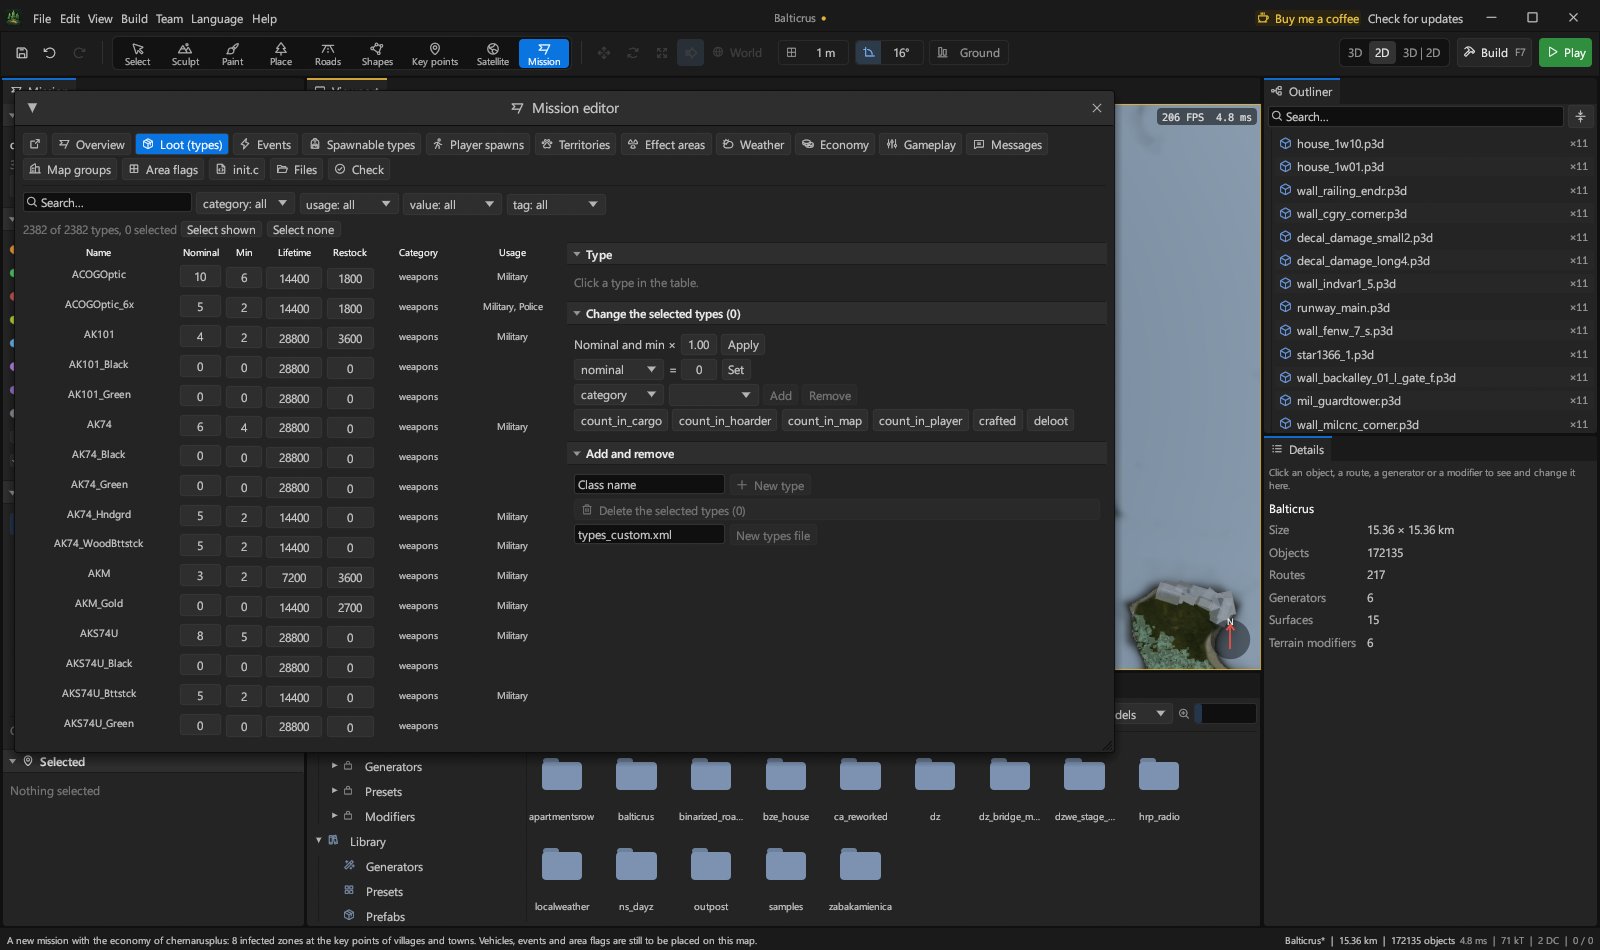 File Edit View Build Team Language Help
Balticrus
Buy me a coffee Check for updates
Select Sculpt Paint Place Roads Shapes Key points Satellite Mission
World 1 m 16° Ground
3D 2D 3D | 2D Build F7 Play
Mission editor
Overview Loot (types) Events Spawnable types Player spawns Territories Effect areas Weather Economy Gameplay Messages
Map groups Area flags init.c Files Check
Search... category: all usage: all value: all tag: all
2382 of 2382 types, 0 selected Select shown Select none
Name Nominal Min Lifetime Restock Category Usage
ACOGOptic 10 6 14400 1800 weapons Military
ACOGOptic_6x 5 2 14400 1800 weapons Military, Police
AK101 4 2 28800 3600 weapons Military
AK101_Black 0 0 28800 0 weapons
AK101_Green 0 0 28800 0 weapons
AK74 6 4 28800 0 weapons Military
AK74_Black 0 0 28800 0 weapons
AK74_Green 0 0 28800 0 weapons
AK74_Hndgrd 5 2 14400 0 weapons Military
AK74_WoodBttstck 5 2 14400 0 weapons Military
AKM 3 2 7200 3600 weapons Military
AKM_Gold 0 0 14400 2700 weapons Military
AKS74U 8 5 28800 0 weapons Military
AKS74U_Black 0 0 28800 0 weapons
AKS74U_Bttstck 5 2 14400 0 weapons Military
AKS74U_Green 0 0 28800 0 weapons
Type
Click a type in the table.
Change the selected types (0)
Nominal and min × 1.00 Apply
nominal = 0 Set
category Add Remove
count_in_cargo count_in_hoarder count_in_map count_in_player crafted deloot
Add and remove
Class name + New type
Delete the selected types (0)
types_custom.xml New types file
206 FPS 4.8 ms
N
Outliner
Search...
house_1w10.p3d ×11
house_1w01.p3d ×11
wall_railing_endr.p3d ×11
wall_cgry_corner.p3d ×11
decal_damage_small2.p3d ×11
decal_damage_long4.p3d ×11
wall_indvar1_5.p3d ×11
runway_main.p3d ×11
wall_fenw_7_s.p3d ×11
star1366_1.p3d ×11
wall_backalley_01_l_gate_f.p3d ×11
mil_guardtower.p3d ×11
wall_milcnc_corner.p3d ×11
Details
Click an object, a route, a generator or a modifier to see and change it
here.
Balticrus
Size 15.36 × 15.36 km
Objects 172135
Routes 217
Generators 6
Surfaces 15
Terrain modifiers 6
Selected
Nothing selected
Generators
Presets
Modifiers
Library
Generators
Presets
Prefabs
dels
apartmentsrow balticrus binarized_roa... bze_house ca_reworked dz dz_bridge_m... dzwe_stage_... hrp_radio
localweather ns_dayz outpost samples zabakamienica
A new mission with the economy of chernarusplus: 8 infected zones at the key points of villages and towns. Vehicles, events and area flags are still to be placed on this map.
Balticrus* | 15.36 km | 172135 objects 4.8 ms | 71 kT | 2 DC | 0 / 0